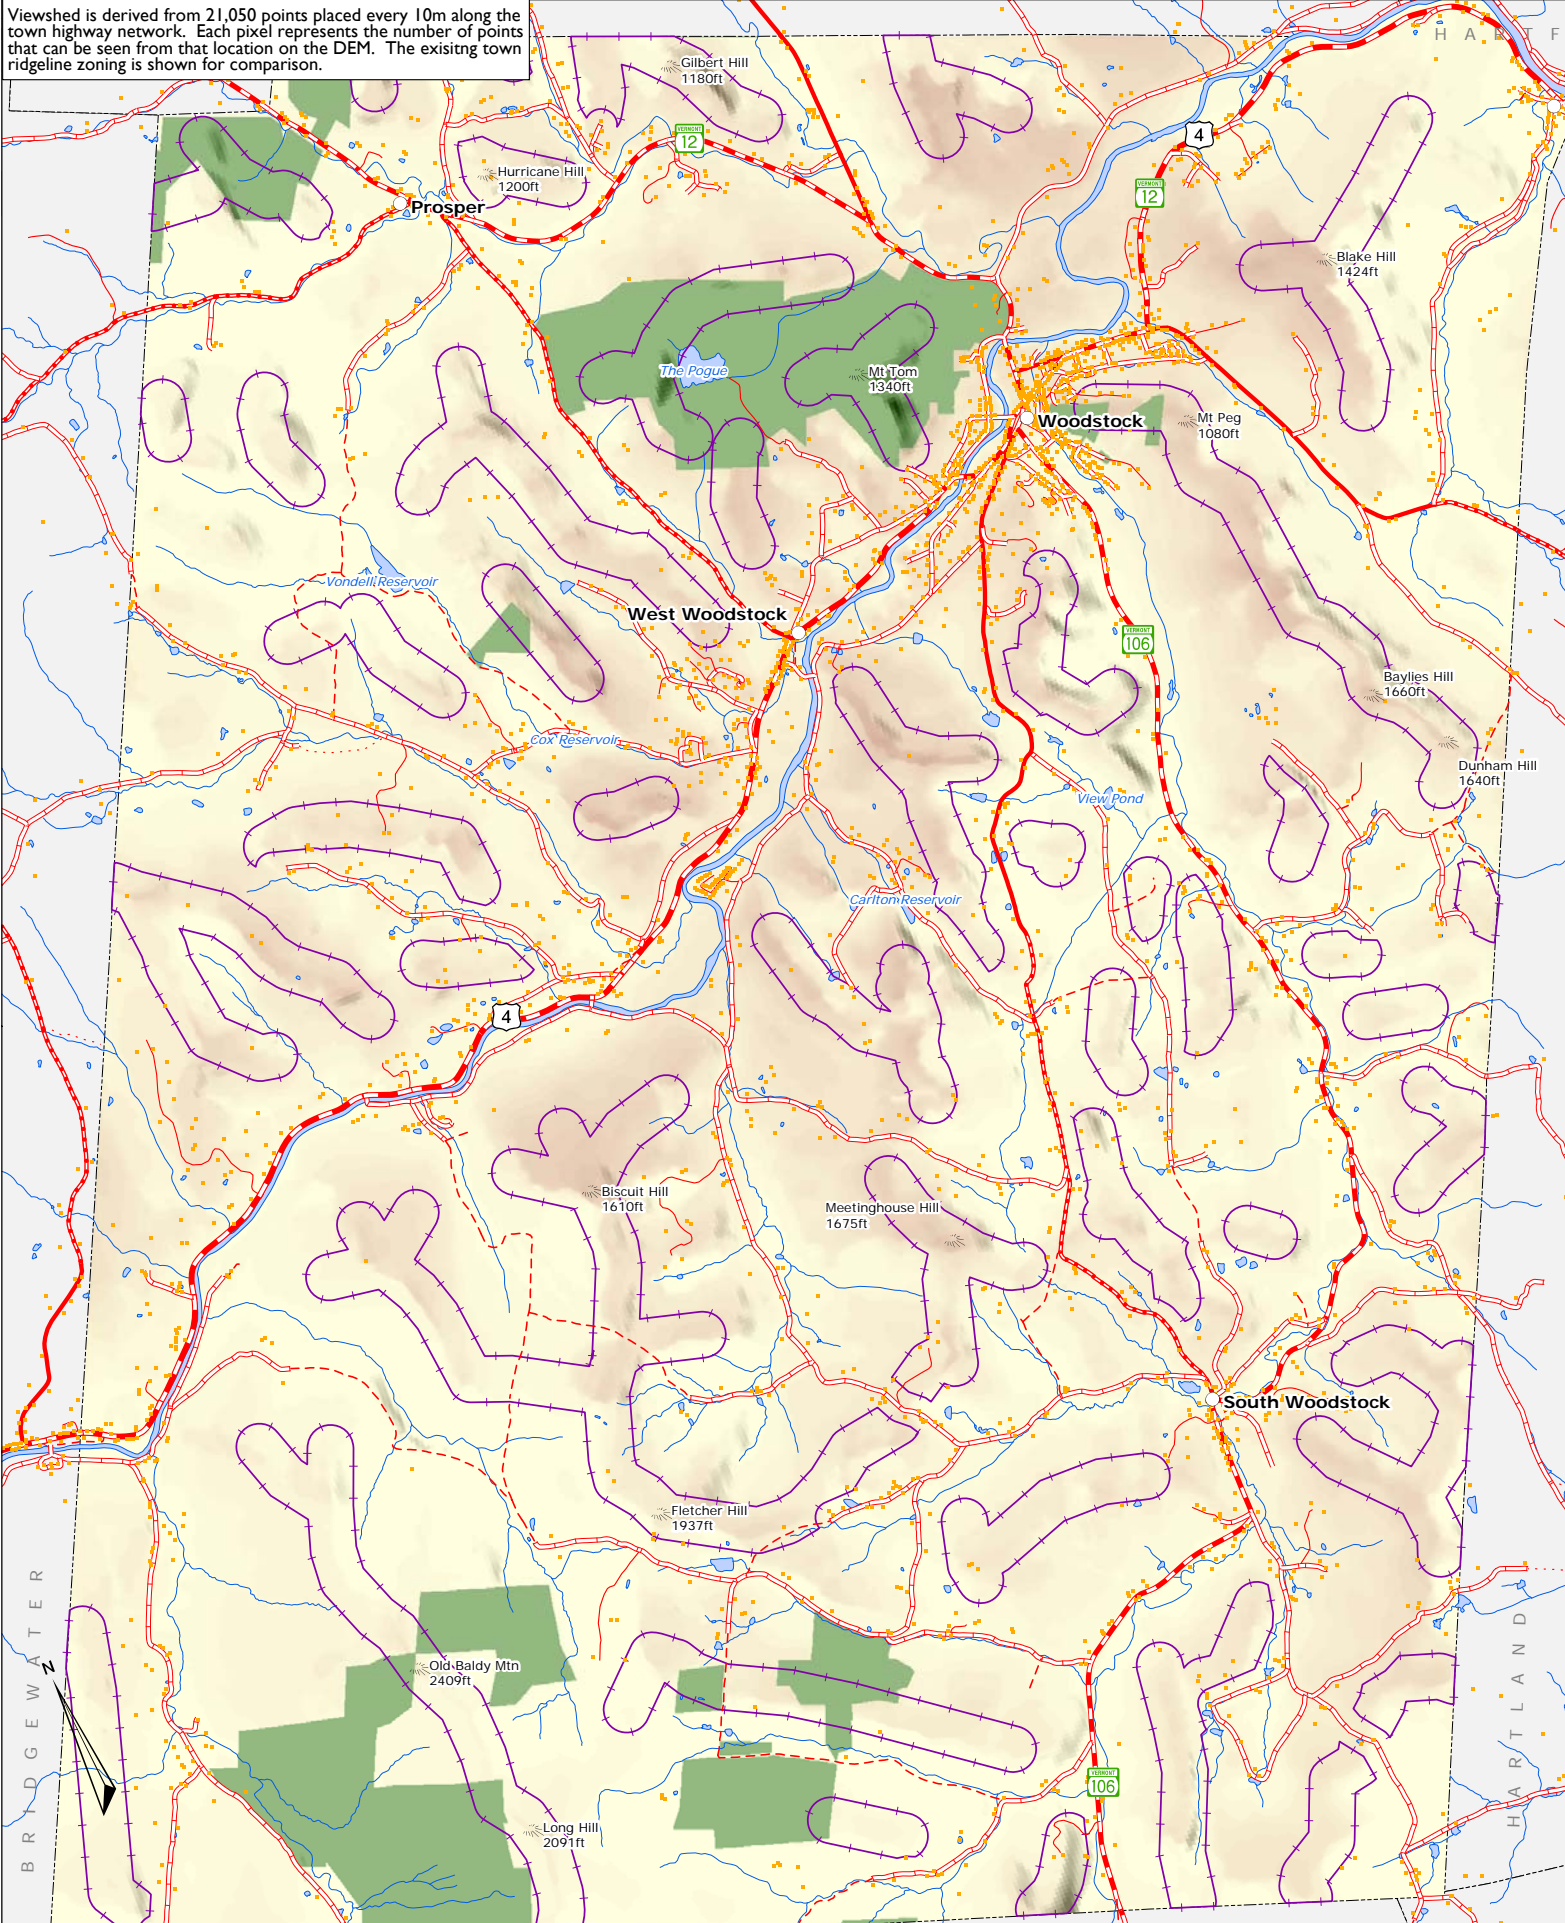 Viewshed is derived from 21,050 points placed every 10m along the
town highway network.  Each pixel represents the number of points
that can be seen from that location on the DEM.  The exisitng town
ridgeline zoning is shown for comparison.
H A R T F
Gilbert Hill
1180ft
VERMONT
12
4
Hurricane Hill
1200ft
VERMONT
12
Prosper
Blake Hill
1424ft
The Pogue
Mt Tom
1340ft
Woodstock
Mt Peg
1080ft
Vondell Reservoir
West Woodstock
VERMONT
106
Baylies Hill
1660ft
Cox Reservoir
Dunham Hill
1640ft
View Pond
Carlton Reservoir
4
Biscuit Hill
1610ft
Meetinghouse Hill
1675ft
South Woodstock
Fletcher Hill
1937ft
BRIDGEWATER
HARTLAND
N
Old Baldy Mtn
2409ft
VERMONT
106
Long Hill
2091ft